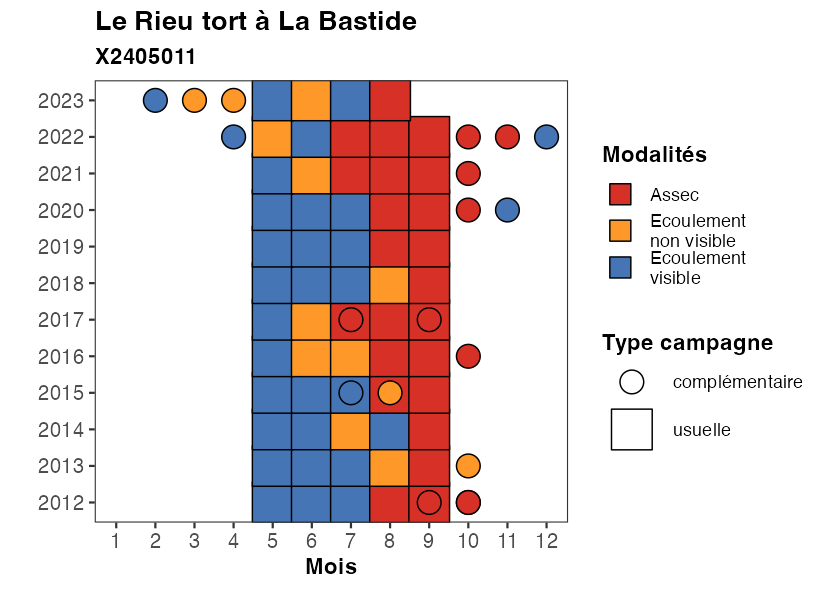 Le Rieu tort à La Bastide
X2405011
2023
2022
2021
2020
2019
2018
2017
2016
2015
2014
2013
2012
1 2 3 4 5 6 7 8 9 10 11 12
Mois
Modalités
Assec
Ecoulement
non visible
Ecoulement
visible
Type campagne
complémentaire
usuelle